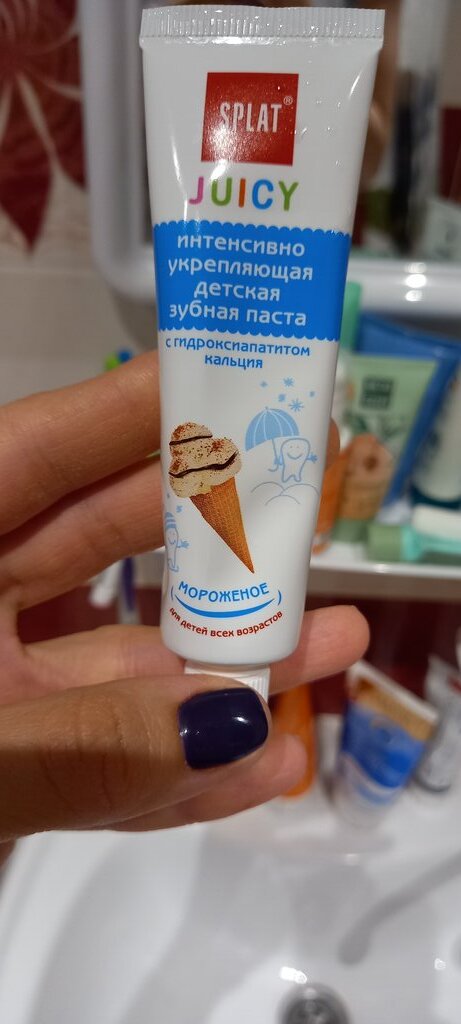 SPLAT®
JUICY
интенсивно
укрепляющая
детская
зубная паста
с гидроксиапатитом
кальция
МОРОЖЕНОЕ
для детей всех возрастов